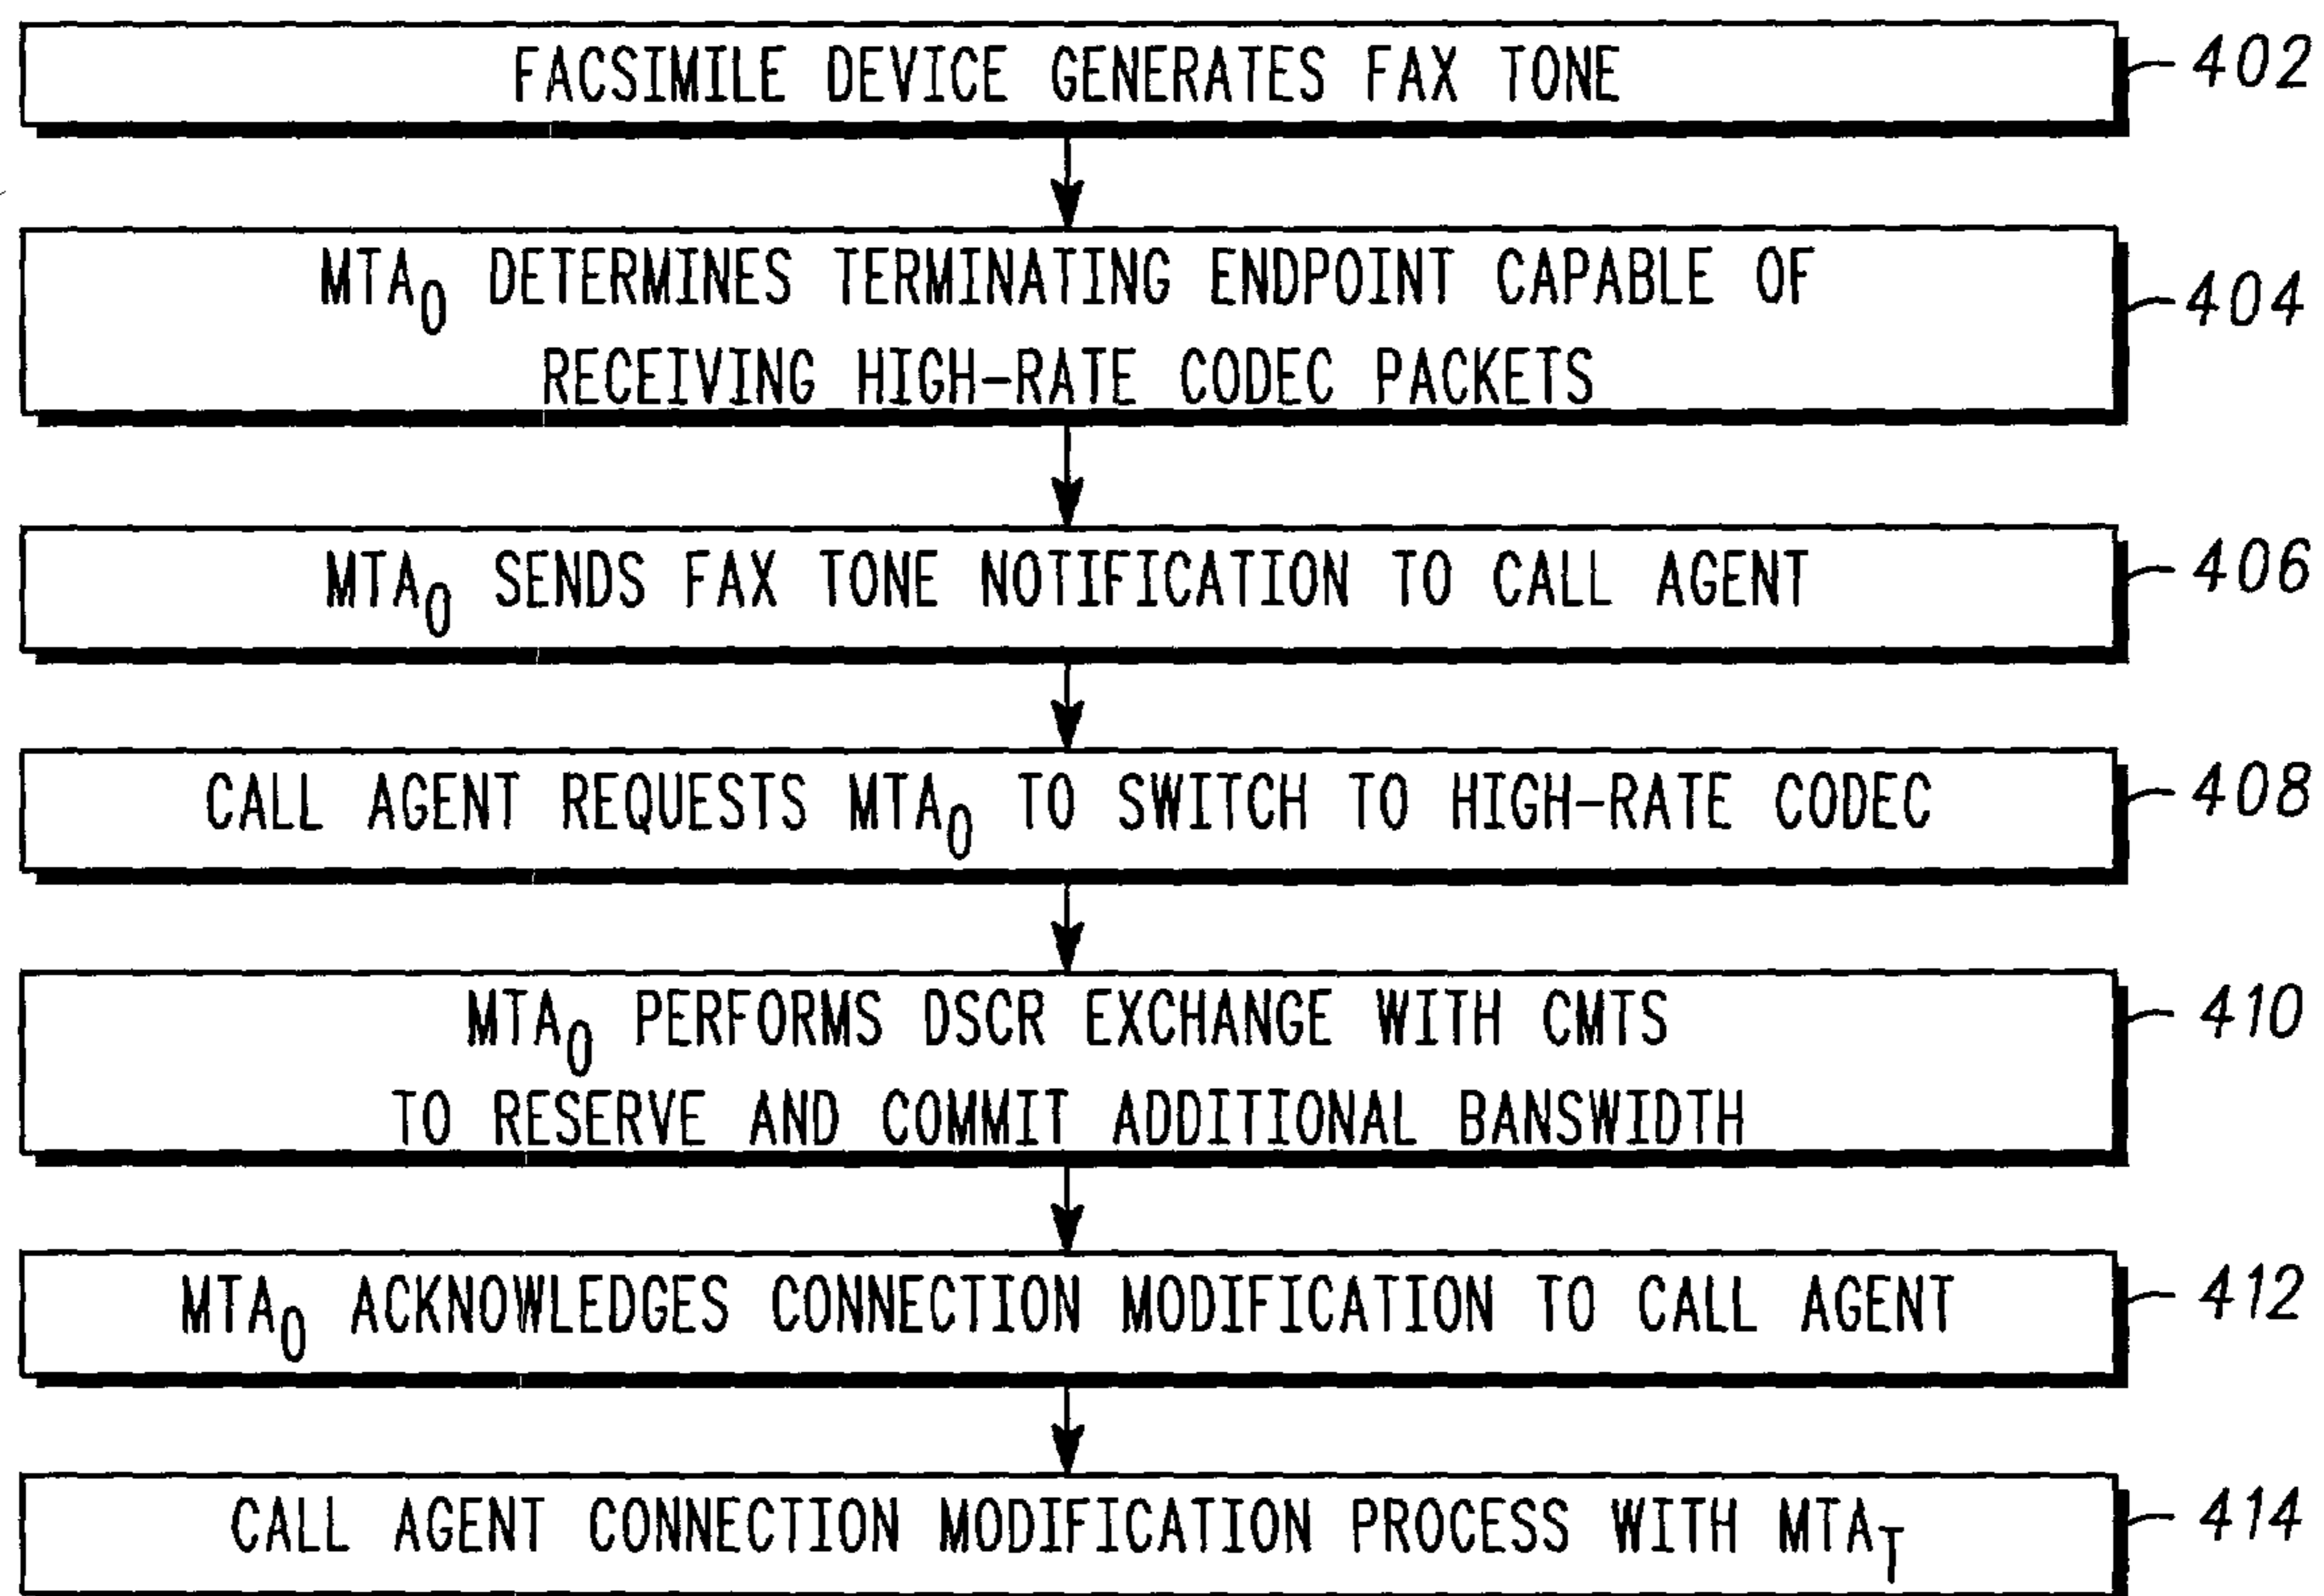 FACSIMILE DEVICE GENERATES FAX TONE 402
MTA₀ DETERMINES TERMINATING ENDPOINT CAPABLE OF
RECEIVING HIGH-RATE CODEC PACKETS 404
MTA₀ SENDS FAX TONE NOTIFICATION TO CALL AGENT 406
CALL AGENT REQUESTS MTA₀ TO SWITCH TO HIGH-RATE CODEC 408
MTA₀ PERFORMS DSCR EXCHANGE WITH CMTS
TO RESERVE AND COMMIT ADDITIONAL BANSWIDTH 410
MTA₀ ACKNOWLEDGES CONNECTION MODIFICATION TO CALL AGENT 412
CALL AGENT CONNECTION MODIFICATION PROCESS WITH MTA_T 414